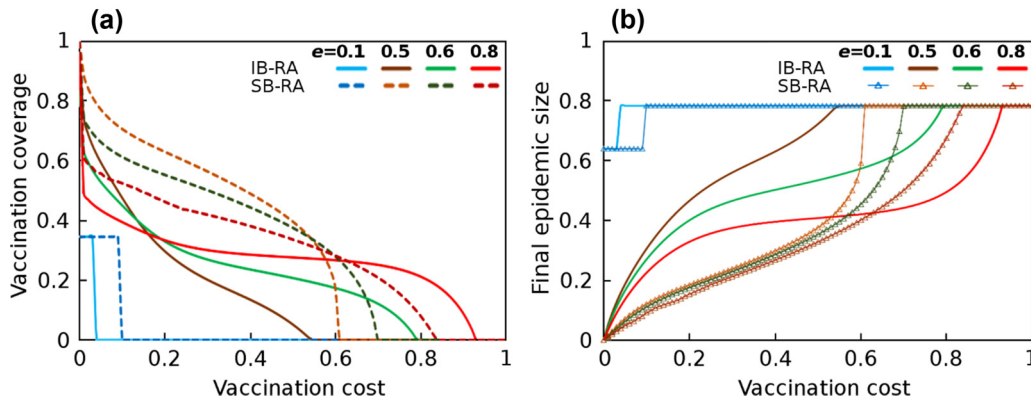 (a)
e=0.1 0.5 0.6 0.8
IB-RA
SB-RA
1
0.8
0.6
0.4
0.2
0
0 0.2 0.4 0.6 0.8 1
Vaccination coverage
Vaccination cost
(b)
e=0.1 0.5 0.6 0.8
IB-RA
SB-RA
1
0.8
0.6
0.4
0.2
0
0 0.2 0.4 0.6 0.8 1
Final epidemic size
Vaccination cost